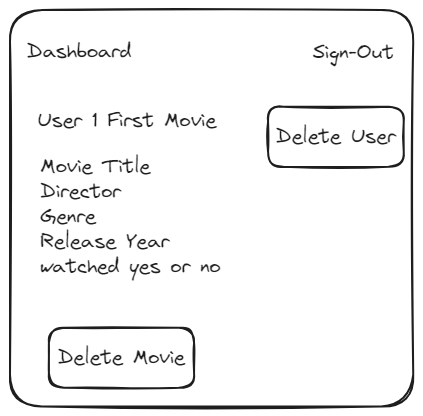 Dashboard
Sign-Out
User 1 First Movie
Delete User
Movie Title
Director
Genre
Release Year
watched yes or no
Delete Movie